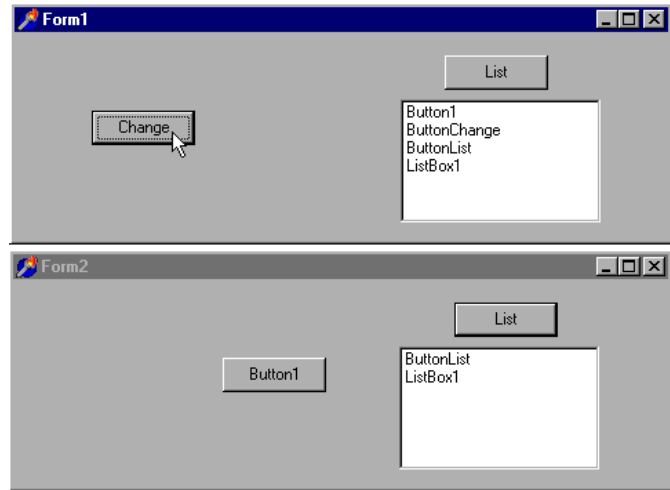 Form1
List
Change
Button1
ButtonChange
ButtonList
ListBox1
Form2
List
Button1
ButtonList
ListBox1